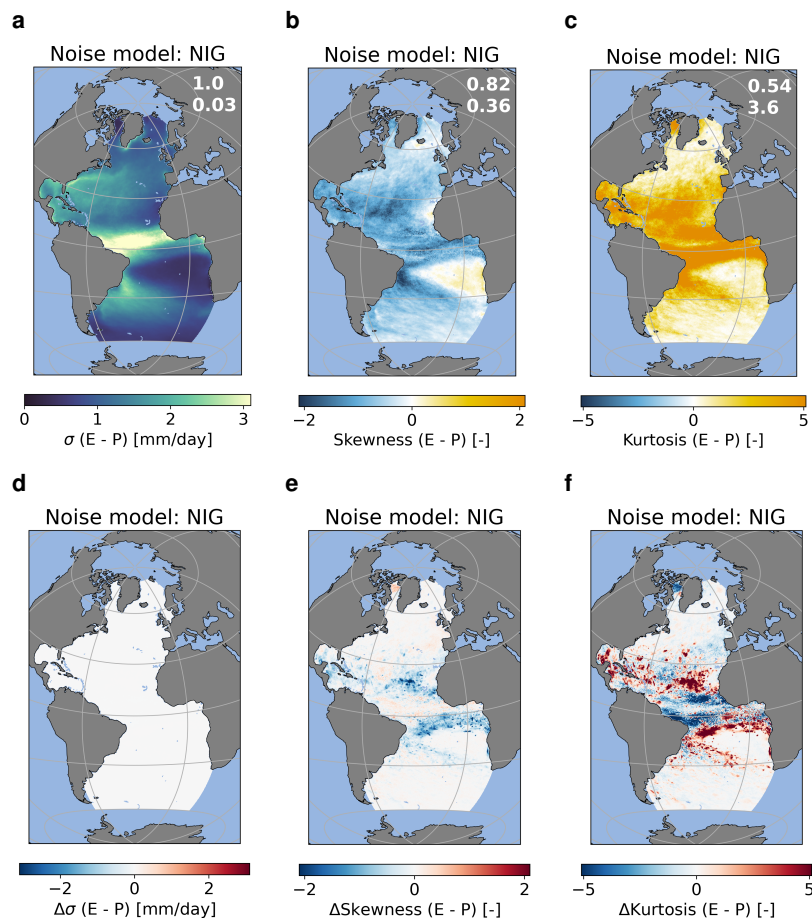 a
Noise model: NIG
1.0
0.03
0 1 2 3
σ (E - P) [mm/day]
b
Noise model: NIG
0.82
0.36
−2 0 2
Skewness (E - P) [-]
c
Noise model: NIG
0.54
3.6
−5 0 5
Kurtosis (E - P) [-]
d
Noise model: NIG
−2 0 2
Δσ (E - P) [mm/day]
e
Noise model: NIG
−2 0 2
ΔSkewness (E - P) [-]
f
Noise model: NIG
−5 0 5
ΔKurtosis (E - P) [-]